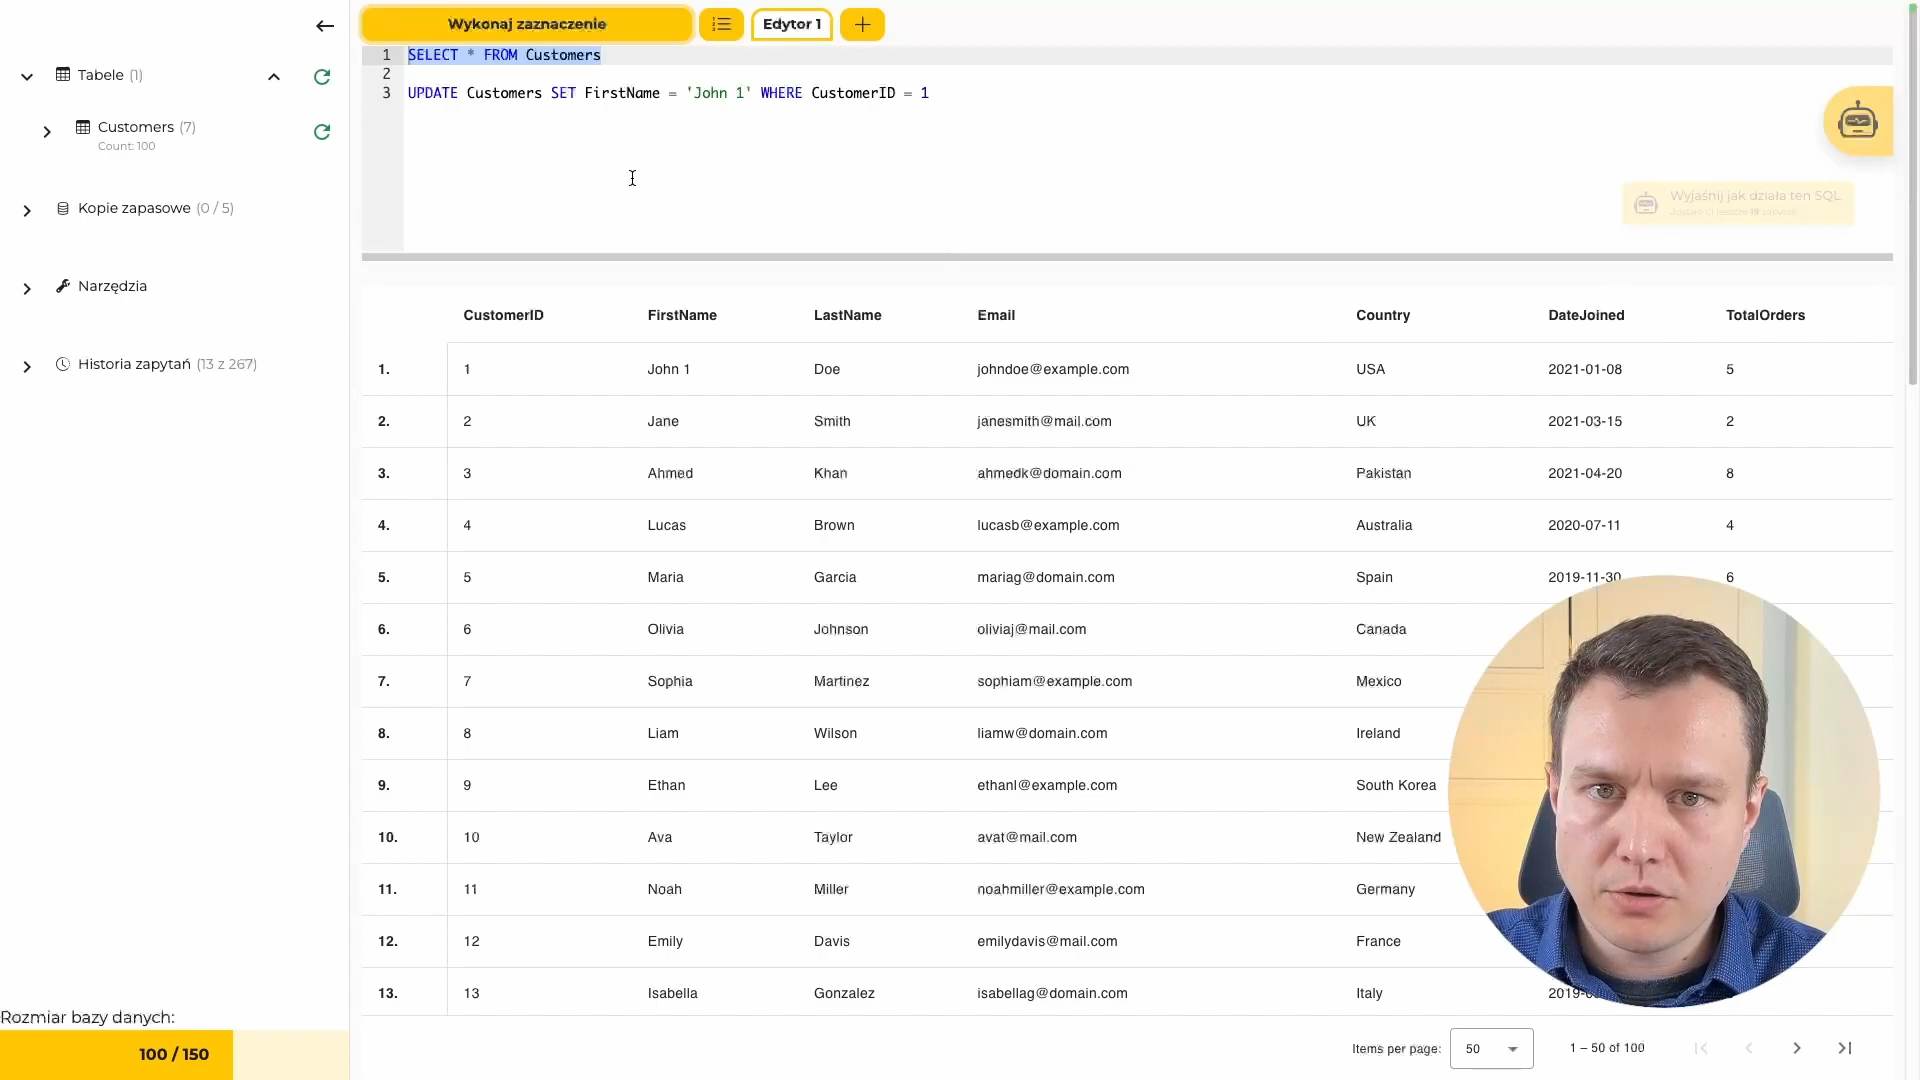 Wykonaj zaznaczenie
Edytor 1
Tabele (1)
Customers (7)
Count: 100
Kopie zapasowe (0 / 5)
Narzędzia
Historia zapytań (13 z 267)
Rozmiar bazy danych:
100 / 150
1 SELECT * FROM Customers
2
3 UPDATE Customers SET FirstName = 'John 1' WHERE CustomerID = 1
Wyjaśnij jak działa ten SQL
CustomerID FirstName LastName Email Country DateJoined TotalOrders
1. 1 John 1 Doe johndoe@example.com USA 2021-01-08 5
2. 2 Jane Smith janesmith@mail.com UK 2021-03-15 2
3. 3 Ahmed Khan ahmedk@domain.com Pakistan 2021-04-20 8
4. 4 Lucas Brown lucasb@example.com Australia 2020-07-11 4
5. 5 Maria Garcia mariag@domain.com Spain 2019-11-30 6
6. 6 Olivia Johnson oliviaj@mail.com Canada
7. 7 Sophia Martinez sophiam@example.com Mexico
8. 8 Liam Wilson liamw@domain.com Ireland
9. 9 Ethan Lee ethanl@example.com South Korea
10. 10 Ava Taylor avat@mail.com New Zealand
11. 11 Noah Miller noahmiller@example.com Germany
12. 12 Emily Davis emilydavis@mail.com France
13. 13 Isabella Gonzalez isabellag@domain.com Italy
Items per page: 50 1 – 50 of 100